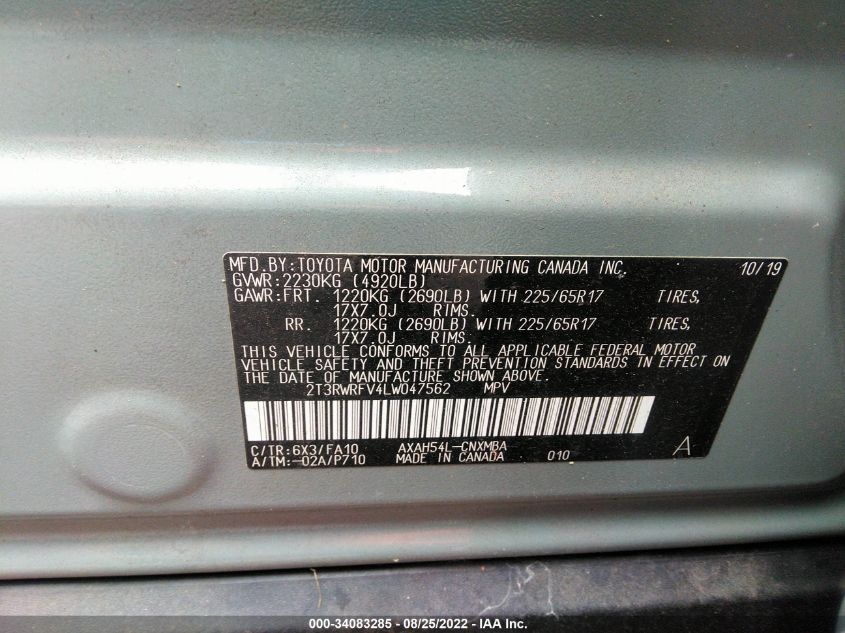 MFD. BY: TOYOTA MOTOR MANUFACTURING CANADA INC. 10/19
GVWR: 2230KG (4920LB)
GAWR: FRT. 1220KG (2690LB) WITH 225/65R17 TIRES,
17X7.0J RIMS.
RR. 1220KG (2690LB) WITH 225/65R17 TIRES,
17X7.0J RIMS.
THIS VEHICLE CONFORMS TO ALL APPLICABLE FEDERAL MOTOR
VEHICLE SAFETY AND THEFT PREVENTION STANDARDS IN EFFECT
ON THE DATE OF MANUFACTURE SHOWN ABOVE.
2T3RWRFV4LW047562 MPV
C/TR: 6X3/FA10 AXAH54L-CNXMBA
A/TM: -02A/P710 MADE IN CANADA 010 A
000-34083285 - 08/25/2022 - IAA Inc.